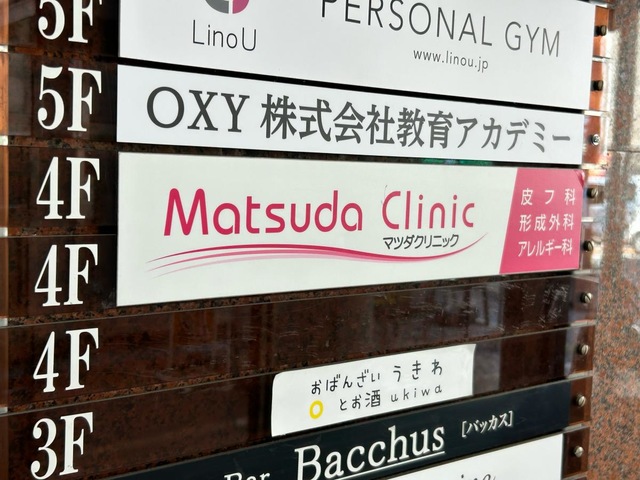 5F
LinoU
PERSONAL GYM
www.linou.jp
5F
OXY 株式会社教育アカデミー
4F
Matsuda Clinic
マツダクリニック
皮フ科
形成外科
アレルギー科
4F
4F
おばんざい うきわ
とお酒 ukiwa
3F
Bar Bacchus [バッカス]